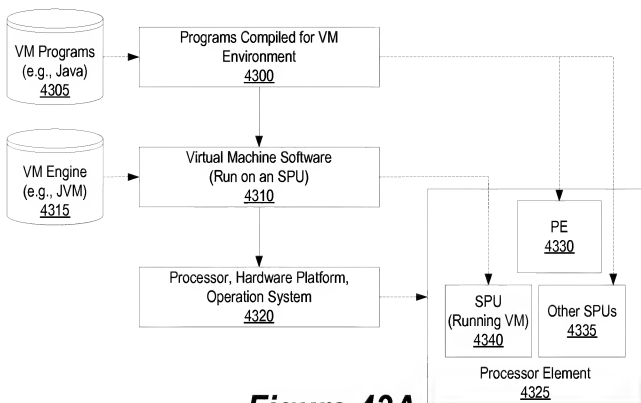 VM Programs
(e.g., Java)
4305
Programs Compiled for VM
Environment
4300
VM Engine
(e.g., JVM)
4315
Virtual Machine Software
(Run on an SPU)
4310
Processor, Hardware Platform,
Operation System
4320
PE
4330
SPU
(Running VM)
4340
Other SPUs
4335
Processor Element
4325
Figure 43A